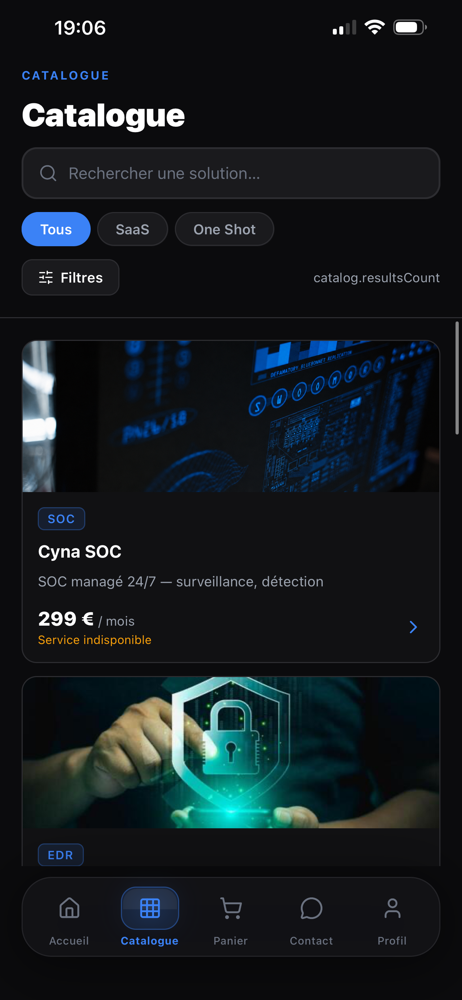 19:06
CATALOGUE
Catalogue
Rechercher une solution...
Tous
SaaS
One Shot
Filtres
catalog.resultsCount
DEFAMATORY BLUEBONNET REPLICATION
SOC
Cyna SOC
SOC managé 24/7 — surveillance, détection
299 € / mois
Service indisponible
EDR
Accueil
Catalogue
Panier
Contact
Profil